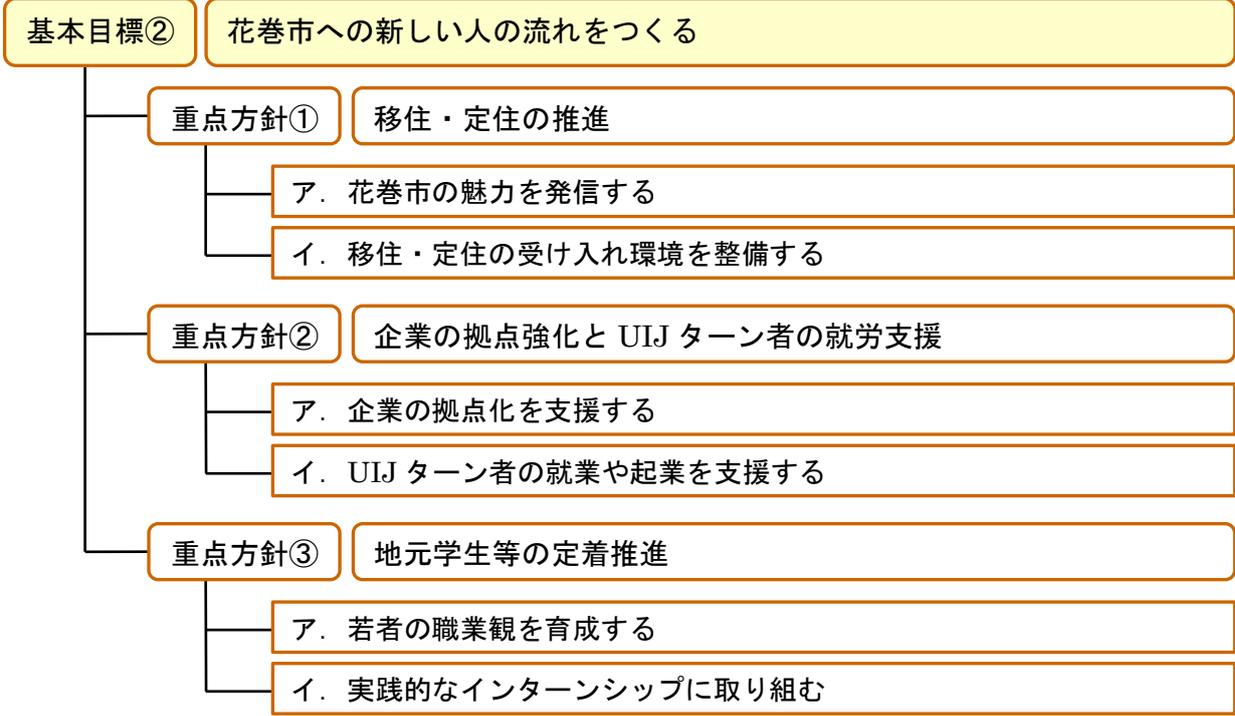 基本目標② 花巻市への新しい人の流れをつくる
重点方針① 移住・定住の推進
ア. 花巻市の魅力を発信する
イ. 移住・定住の受け入れ環境を整備する
重点方針② 企業の拠点強化と UIJ ターン者の就労支援
ア. 企業の拠点化を支援する
イ. UIJ ターン者の就業や起業を支援する
重点方針③ 地元学生等の定着推進
ア. 若者の職業観を育成する
イ. 実践的なインターンシップに取り組む